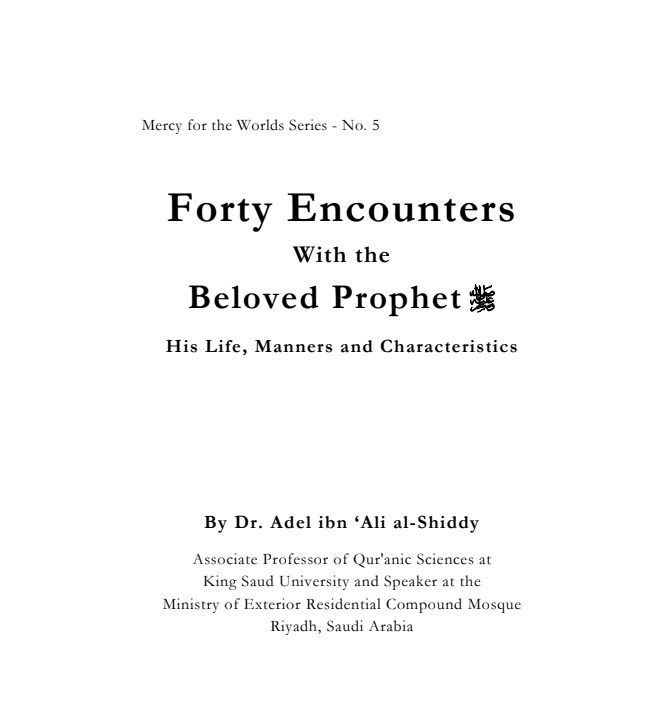 Mercy for the Worlds Series - No. 5
Forty Encounters
With the
Beloved Prophet ﷺ
His Life, Manners and Characteristics
By Dr. Adel ibn ‘Ali al-Shiddy
Associate Professor of Qur'anic Sciences at
King Saud University and Speaker at the
Ministry of Exterior Residential Compound Mosque
Riyadh, Saudi Arabia